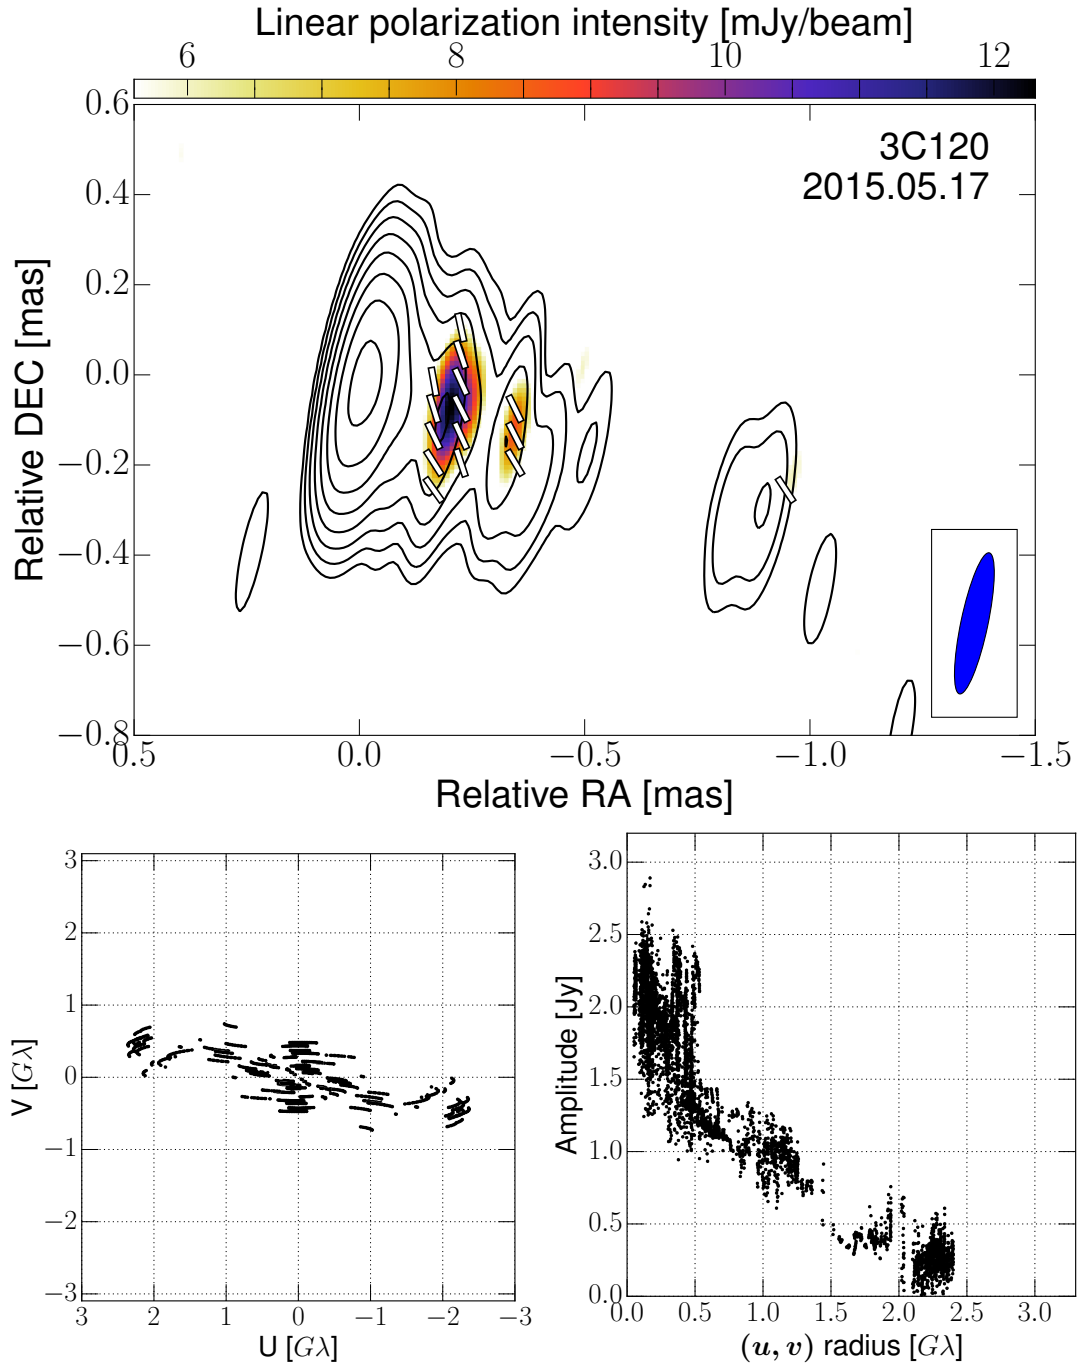 Linear polarization intensity [mJy/beam]
6 8 10 12
3C120
2015.05.17
Relative DEC [mas]
0.6
0.4
0.2
0.0
−0.2
−0.4
−0.6
−0.8
0.5 0.0 −0.5 −1.0 −1.5
Relative RA [mas]
V [Gλ]
3
2
1
0
−1
−2
−3
3 2 1 0 −1 −2 −3
U [Gλ]
Amplitude [Jy]
3.0
2.5
2.0
1.5
1.0
0.5
0.0
0.0 0.5 1.0 1.5 2.0 2.5 3.0
(u, v) radius [Gλ]